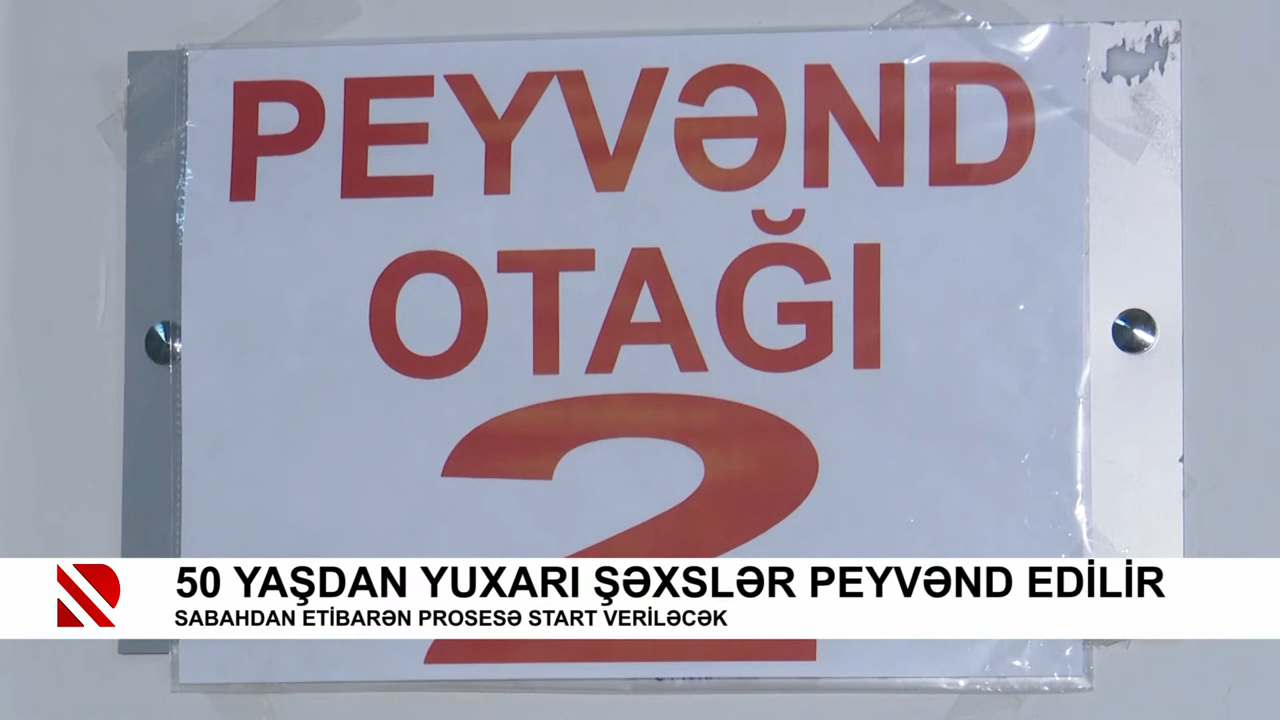 PEYVƏND
OTAĞI
2
50 YAŞDAN YUXARI ŞƏXSLƏR PEYVƏND EDİLİR
SABAHDAN ETİBARƏN PROSESƏ START VERİLƏCƏK